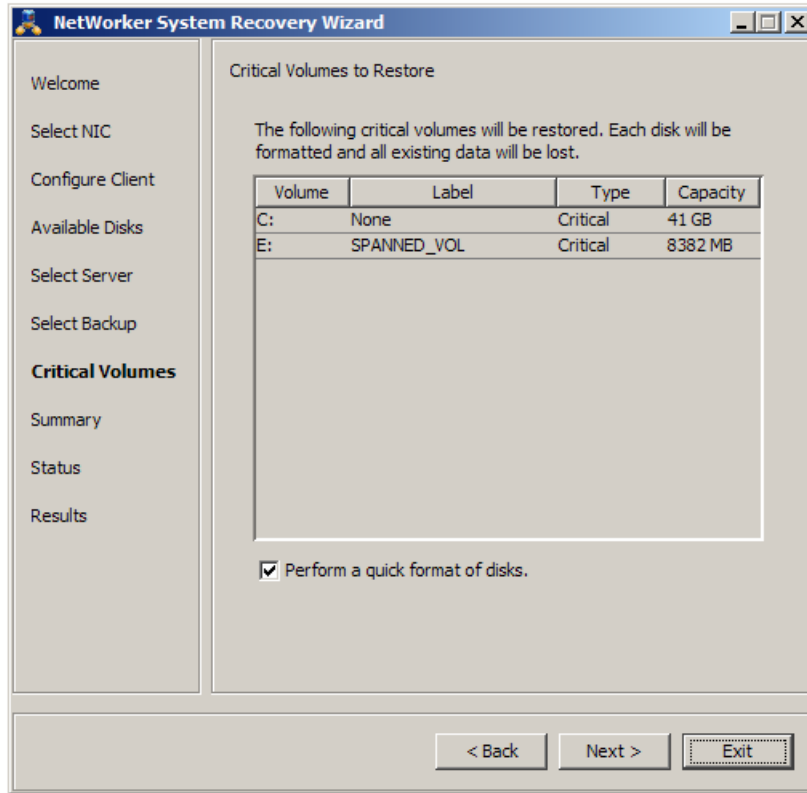 NetWorker System Recovery Wizard
Welcome
Select NIC
Configure Client
Available Disks
Select Server
Select Backup
Critical Volumes
Summary
Status
Results
Critical Volumes to Restore
The following critical volumes will be restored. Each disk will be
formatted and all existing data will be lost.
Volume Label Type Capacity
C: None Critical 41 GB
E: SPANNED_VOL Critical 8382 MB
Perform a quick format of disks.
< Back Next > Exit